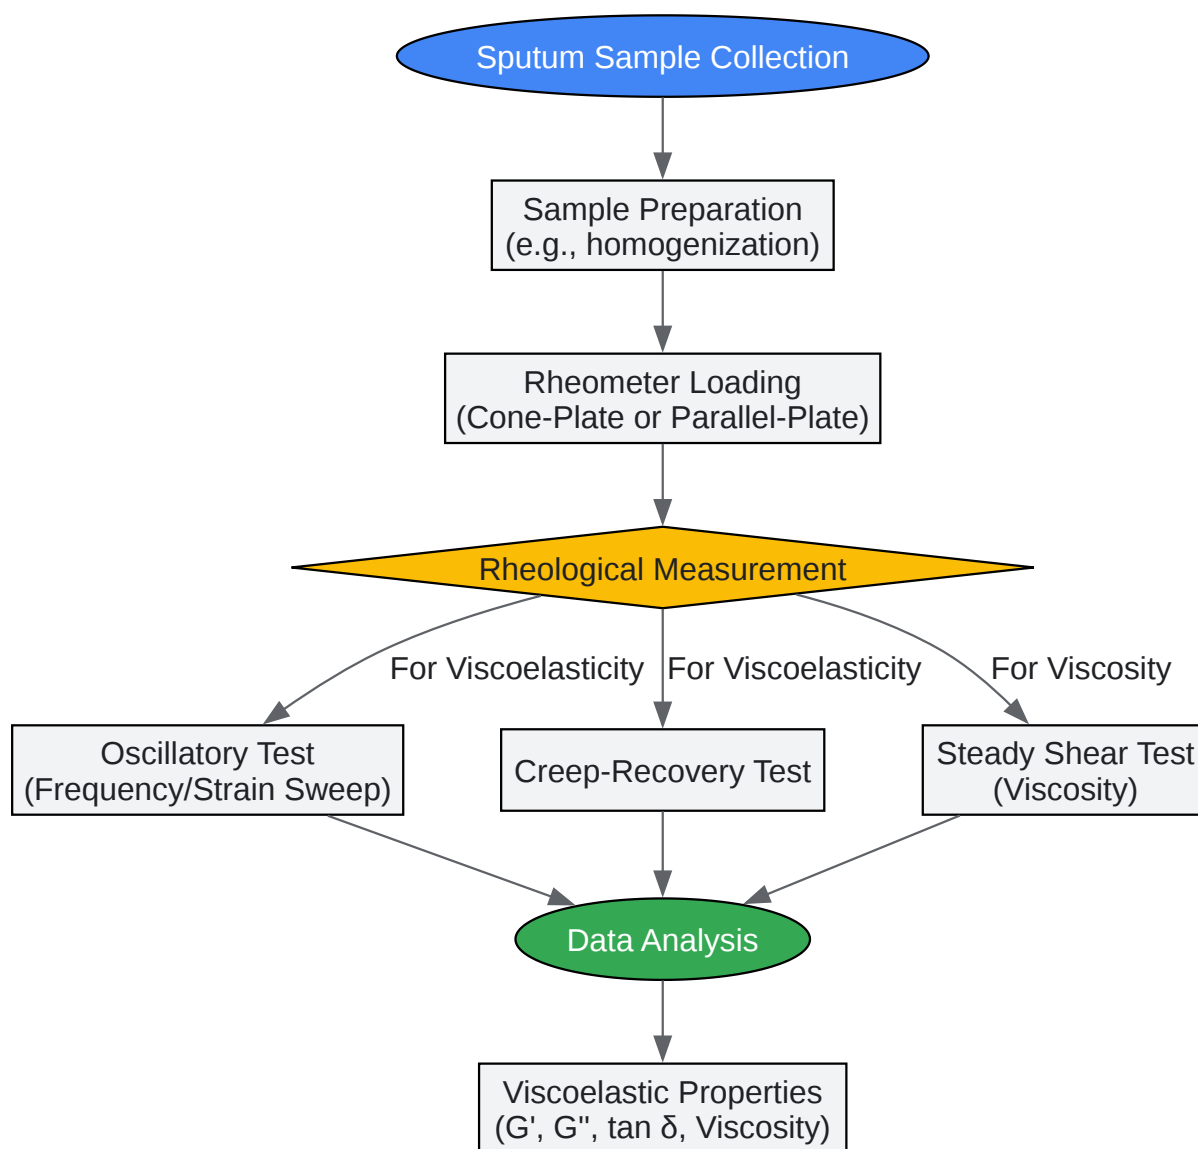 Sputum Sample Collection
Sample Preparation
(e.g., homogenization)
Rheometer Loading
(Cone-Plate or Parallel-Plate)
Rheological Measurement
For Viscoelasticity
For Viscoelasticity
For Viscosity
Oscillatory Test
(Frequency/Strain Sweep)
Creep-Recovery Test
Steady Shear Test
(Viscosity)
Data Analysis
Viscoelastic Properties
(G', G'', tan δ, Viscosity)